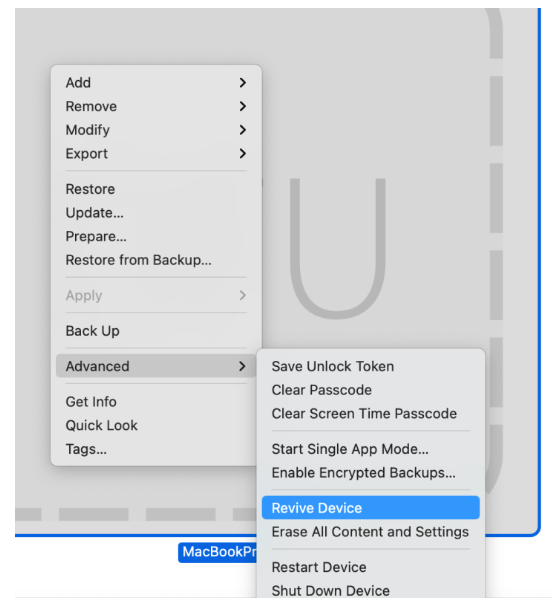 Add
Remove
Modify
Export
Restore
Update...
Prepare...
Restore from Backup...
Apply
Back Up
Advanced
Get Info
Quick Look
Tags...
Save Unlock Token
Clear Passcode
Clear Screen Time Passcode
Start Single App Mode...
Enable Encrypted Backups...
Revive Device
Erase All Content and Settings
Restart Device
Shut Down Device
MacBookPr
U